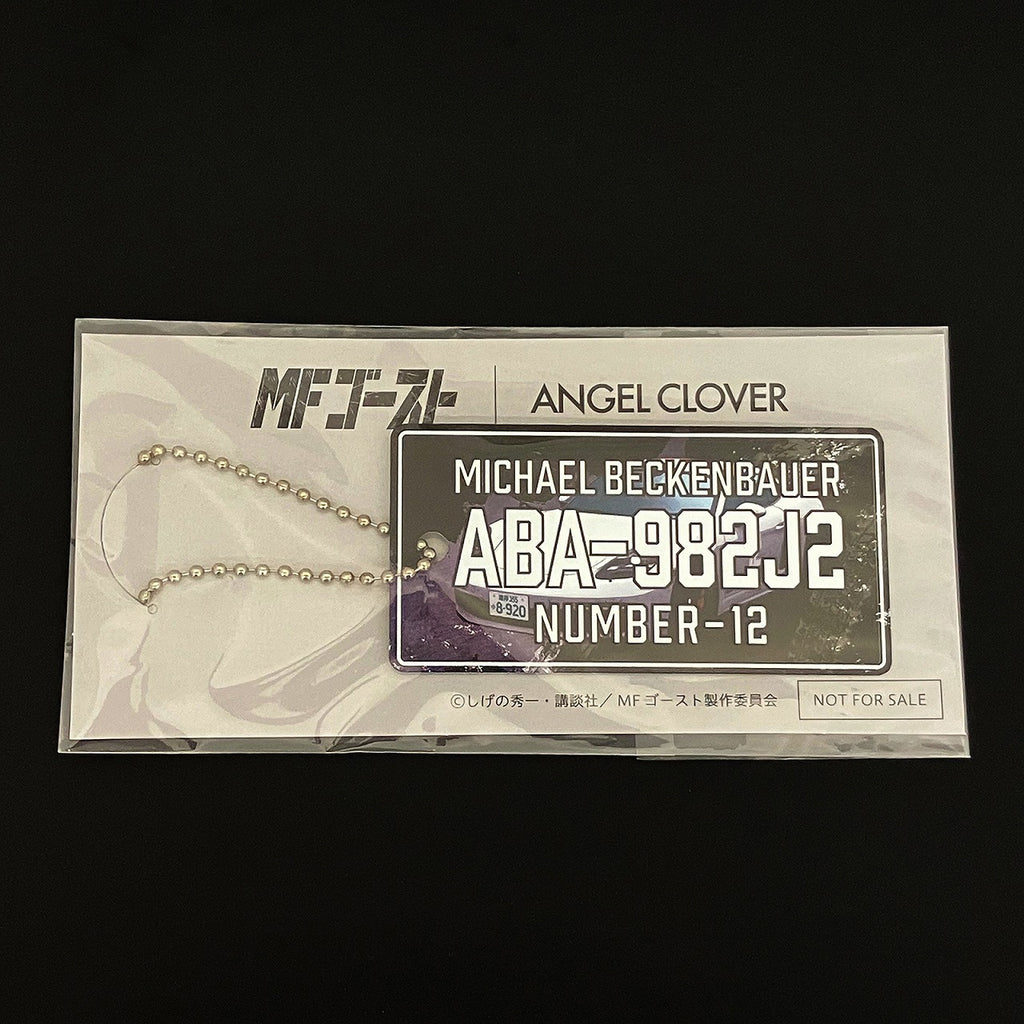 MFゴースト
ANGEL CLOVER
MICHAEL BECKENBAUER
ABA-982J2
8-920
NUMBER-12
©しげの秀一・講談社／MFゴースト製作委員会
NOT FOR SALE